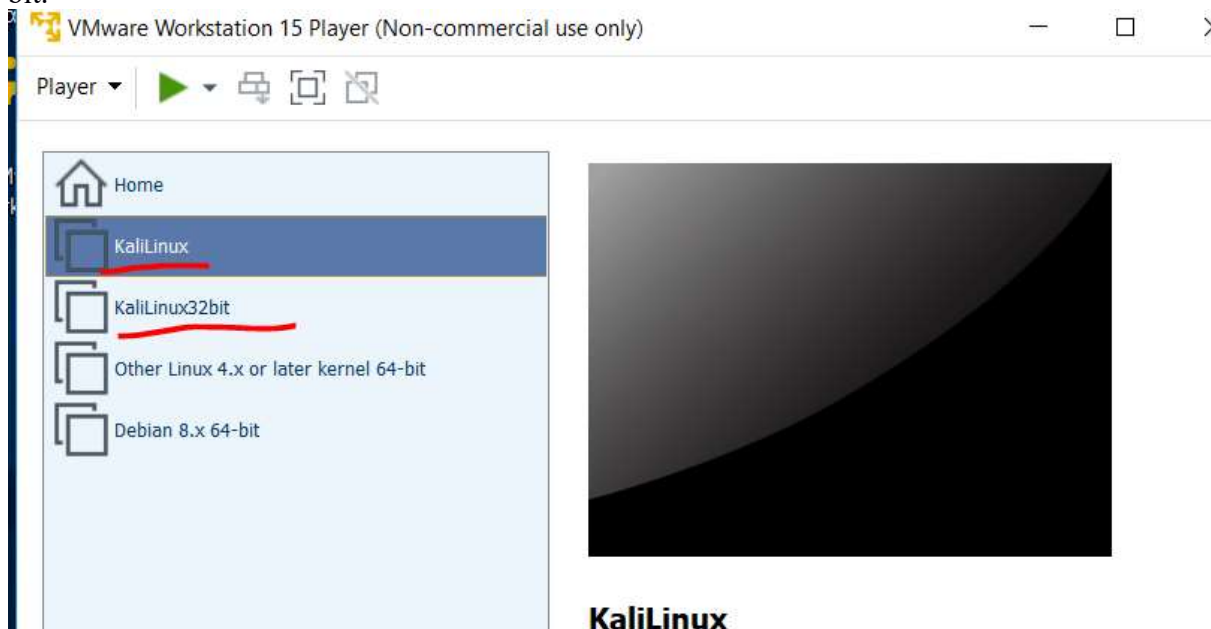 bit.
VMware Workstation 15 Player (Non-commercial use only)
Player
Home
KaliLinux
KaliLinux32bit
Other Linux 4.x or later kernel 64-bit
Debian 8.x 64-bit
KaliLinux